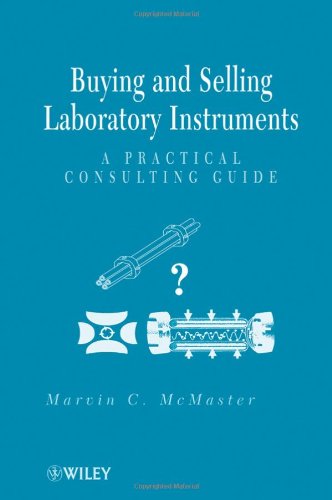 Buying and Selling
Laboratory Instruments
A PRACTICAL
CONSULTING GUIDE
?
Marvin C. McMaster
WILEY